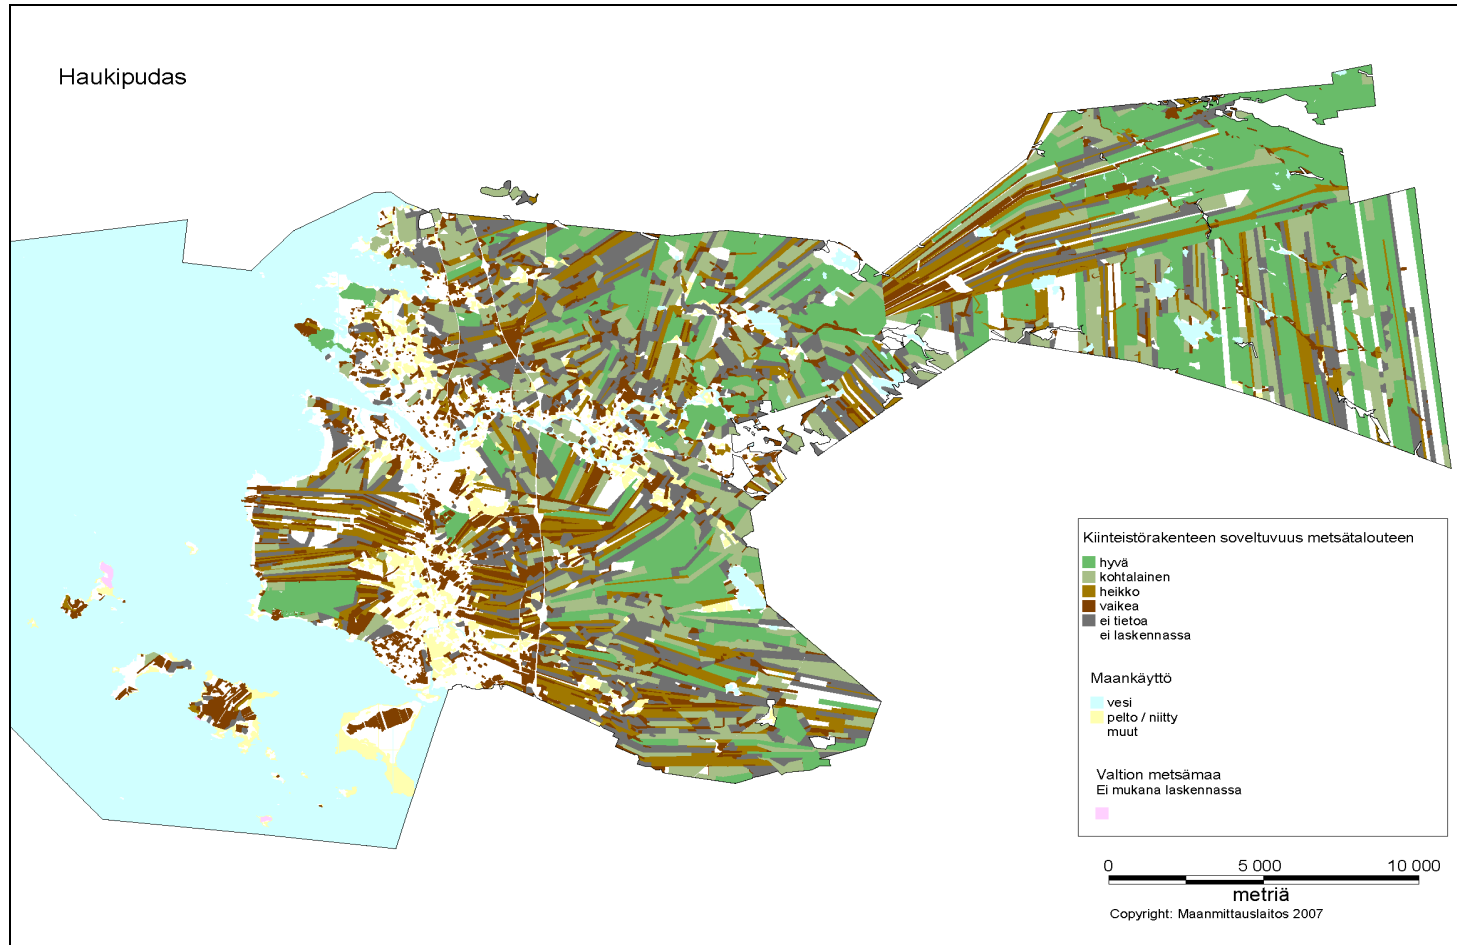 Haukipudas
Kiinteistörakenteen soveltuvuus metsätalouteen
hyvä
kohtalainen
heikko
vaikea
ei tietoa
ei laskennassa
Maankäyttö
vesi
pelto / niitty
muut
Valtion metsämaa
Ei mukana laskennassa
0 5 000 10 000
metriä
Copyright: Maanmittauslaitos 2007